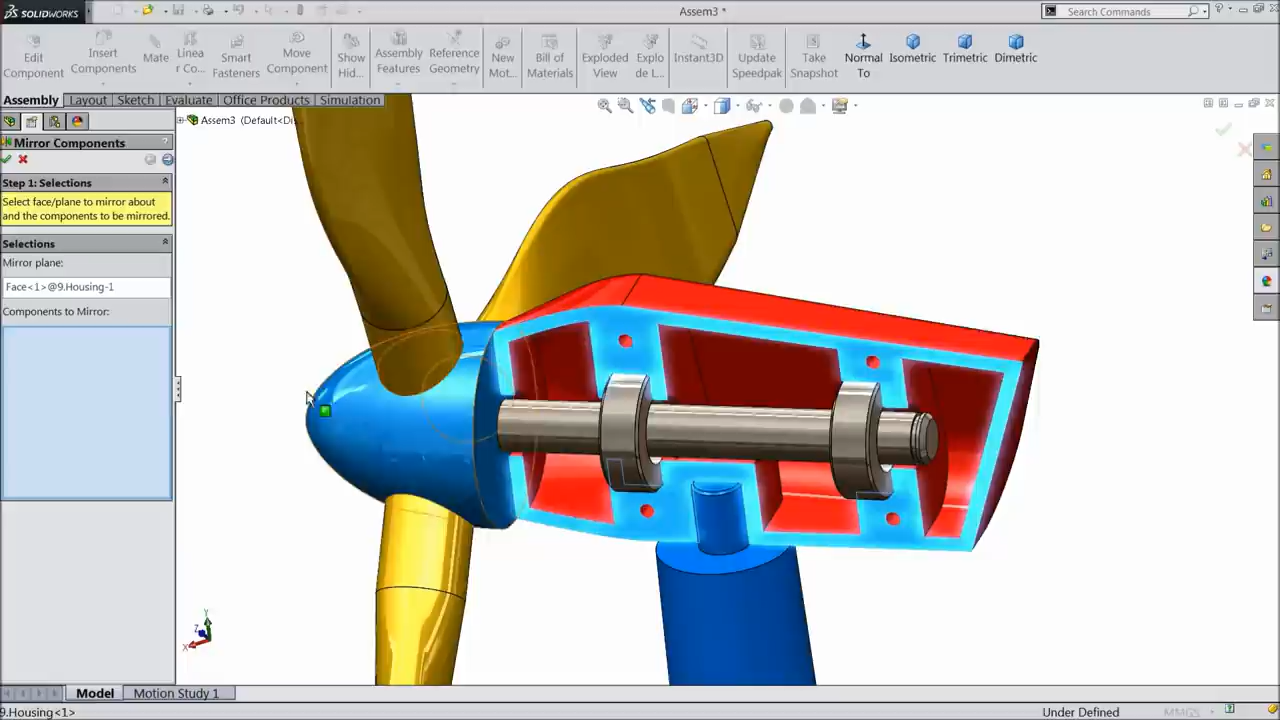 SOLIDWORKS
Assem3 *
Search Commands
Edit Component
Insert Components
Mate
Linea r Co...
Smart Fasteners
Move Component
Show Hid...
Assembly Features
Reference Geometry
New Mot...
Bill of Materials
Exploded View
Explo de L...
Instant3D
Update Speedpak
Take Snapshot
Normal To
Isometric
Trimetric
Dimetric
Assembly Layout Sketch Evaluate Office Products Simulation
Assem3 (Default<Di...
Mirror Components
?
Step 1: Selections
Select face/plane to mirror about
and the components to be mirrored.
Selections
Mirror plane:
Face<1>@9.Housing-1
Components to Mirror:
Y
Z
X
Model Motion Study 1
9.Housing<1>
Under Defined
MMGS